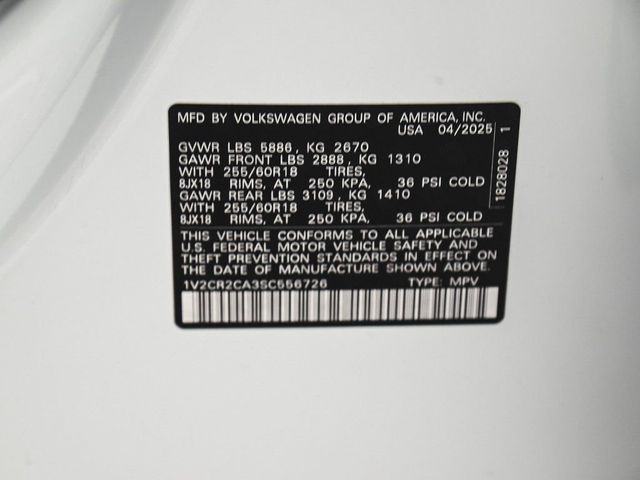 MFD BY VOLKSWAGEN GROUP OF AMERICA, INC.
USA 04/2025
GVWR LBS 5886, KG 2670
GAWR FRONT LBS 2888, KG 1310
WITH 255/60R18 TIRES,
8JX18 RIMS, AT 250 KPA, 36 PSI COLD
GAWR REAR LBS 3109, KG 1410
WITH 255/60R18 TIRES,
8JX18 RIMS, AT 250 KPA, 36 PSI COLD
THIS VEHICLE CONFORMS TO ALL APPLICABLE
U.S. FEDERAL MOTOR VEHICLE SAFETY AND
THEFT PREVENTION STANDARDS IN EFFECT ON
THE DATE OF MANUFACTURE SHOWN ABOVE.
1V2CR2CA3SC556726 TYPE: MPV
1828028 1